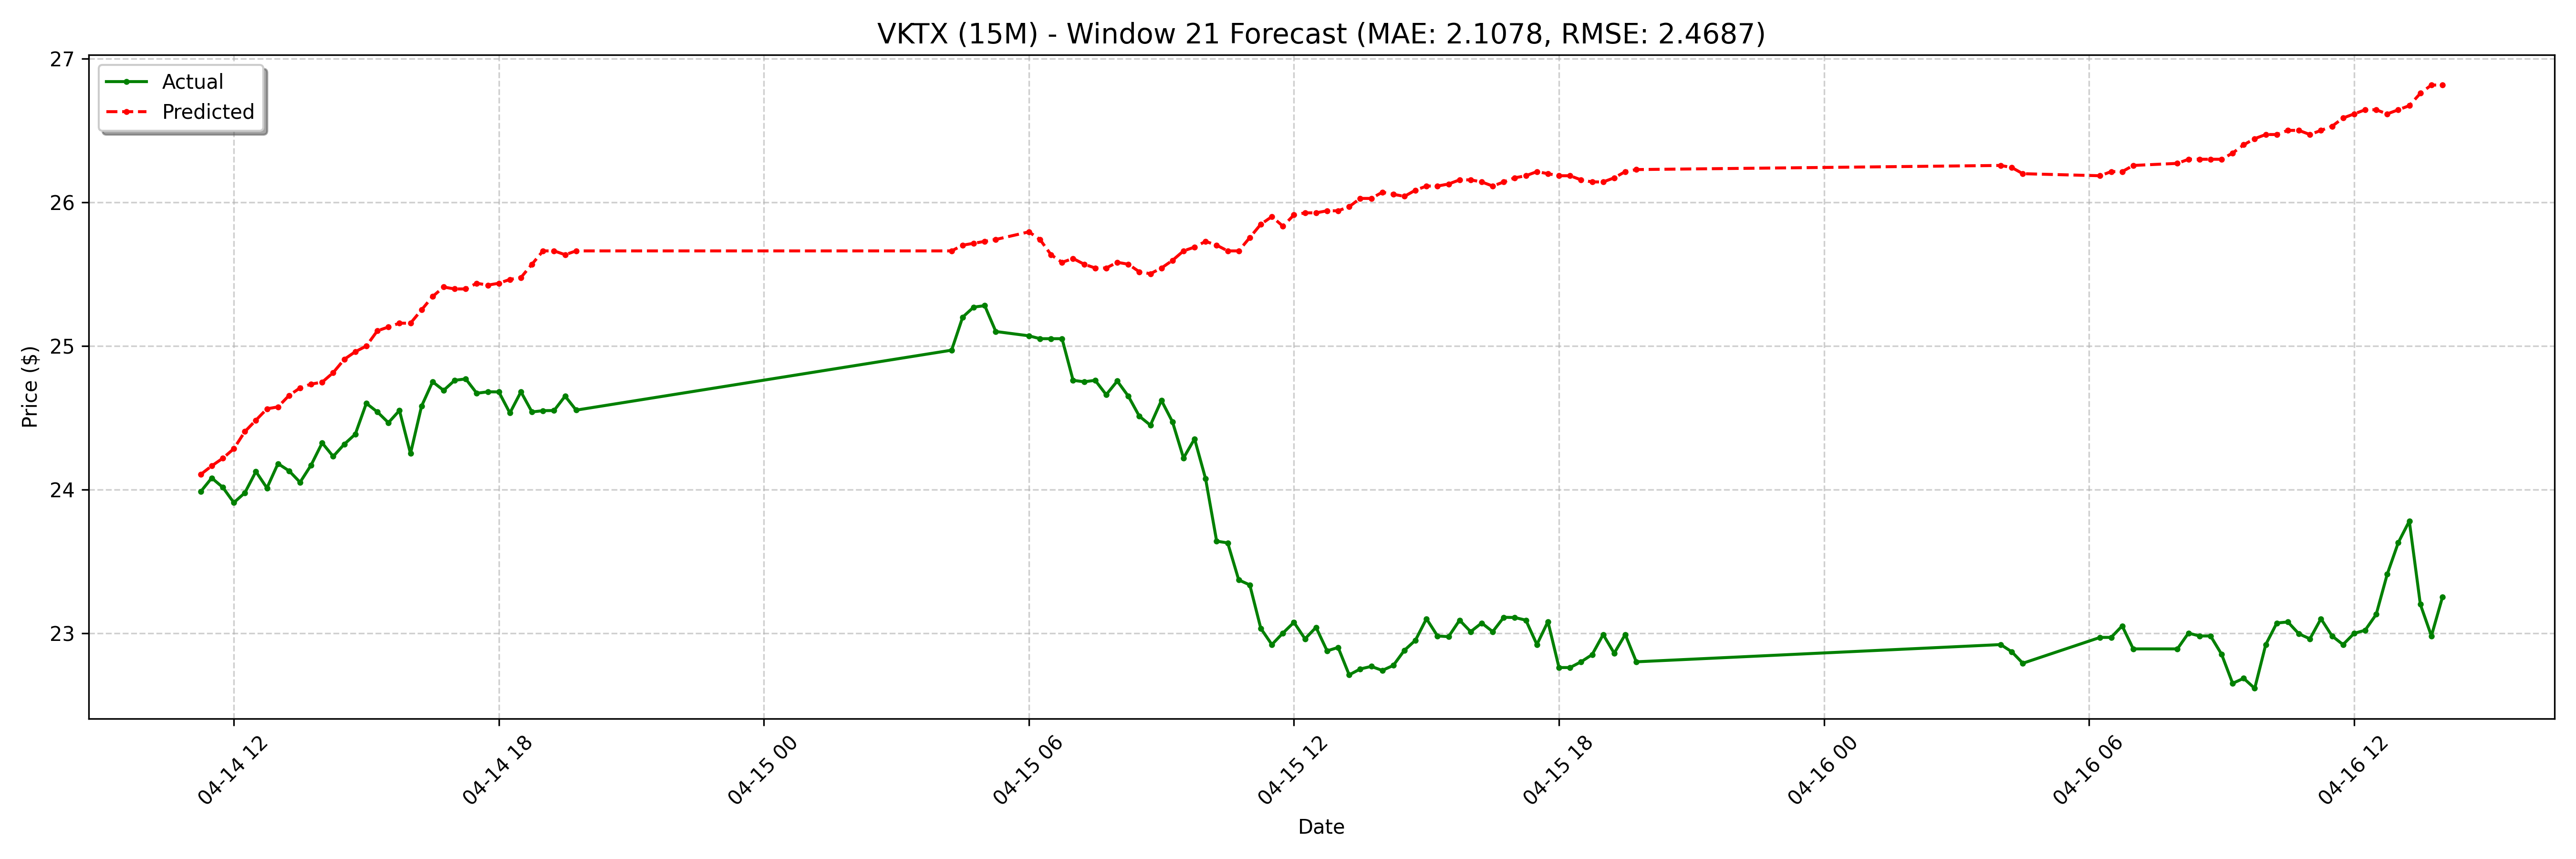 VKTX (15M) - Window 21 Forecast (MAE: 2.1078, RMSE: 2.4687)
Actual
Predicted
27
26
25
24
23
Price ($)
04-14 12
04-14 18
04-15 00
04-15 06
04-15 12
04-15 18
04-16 00
04-16 06
04-16 12
Date